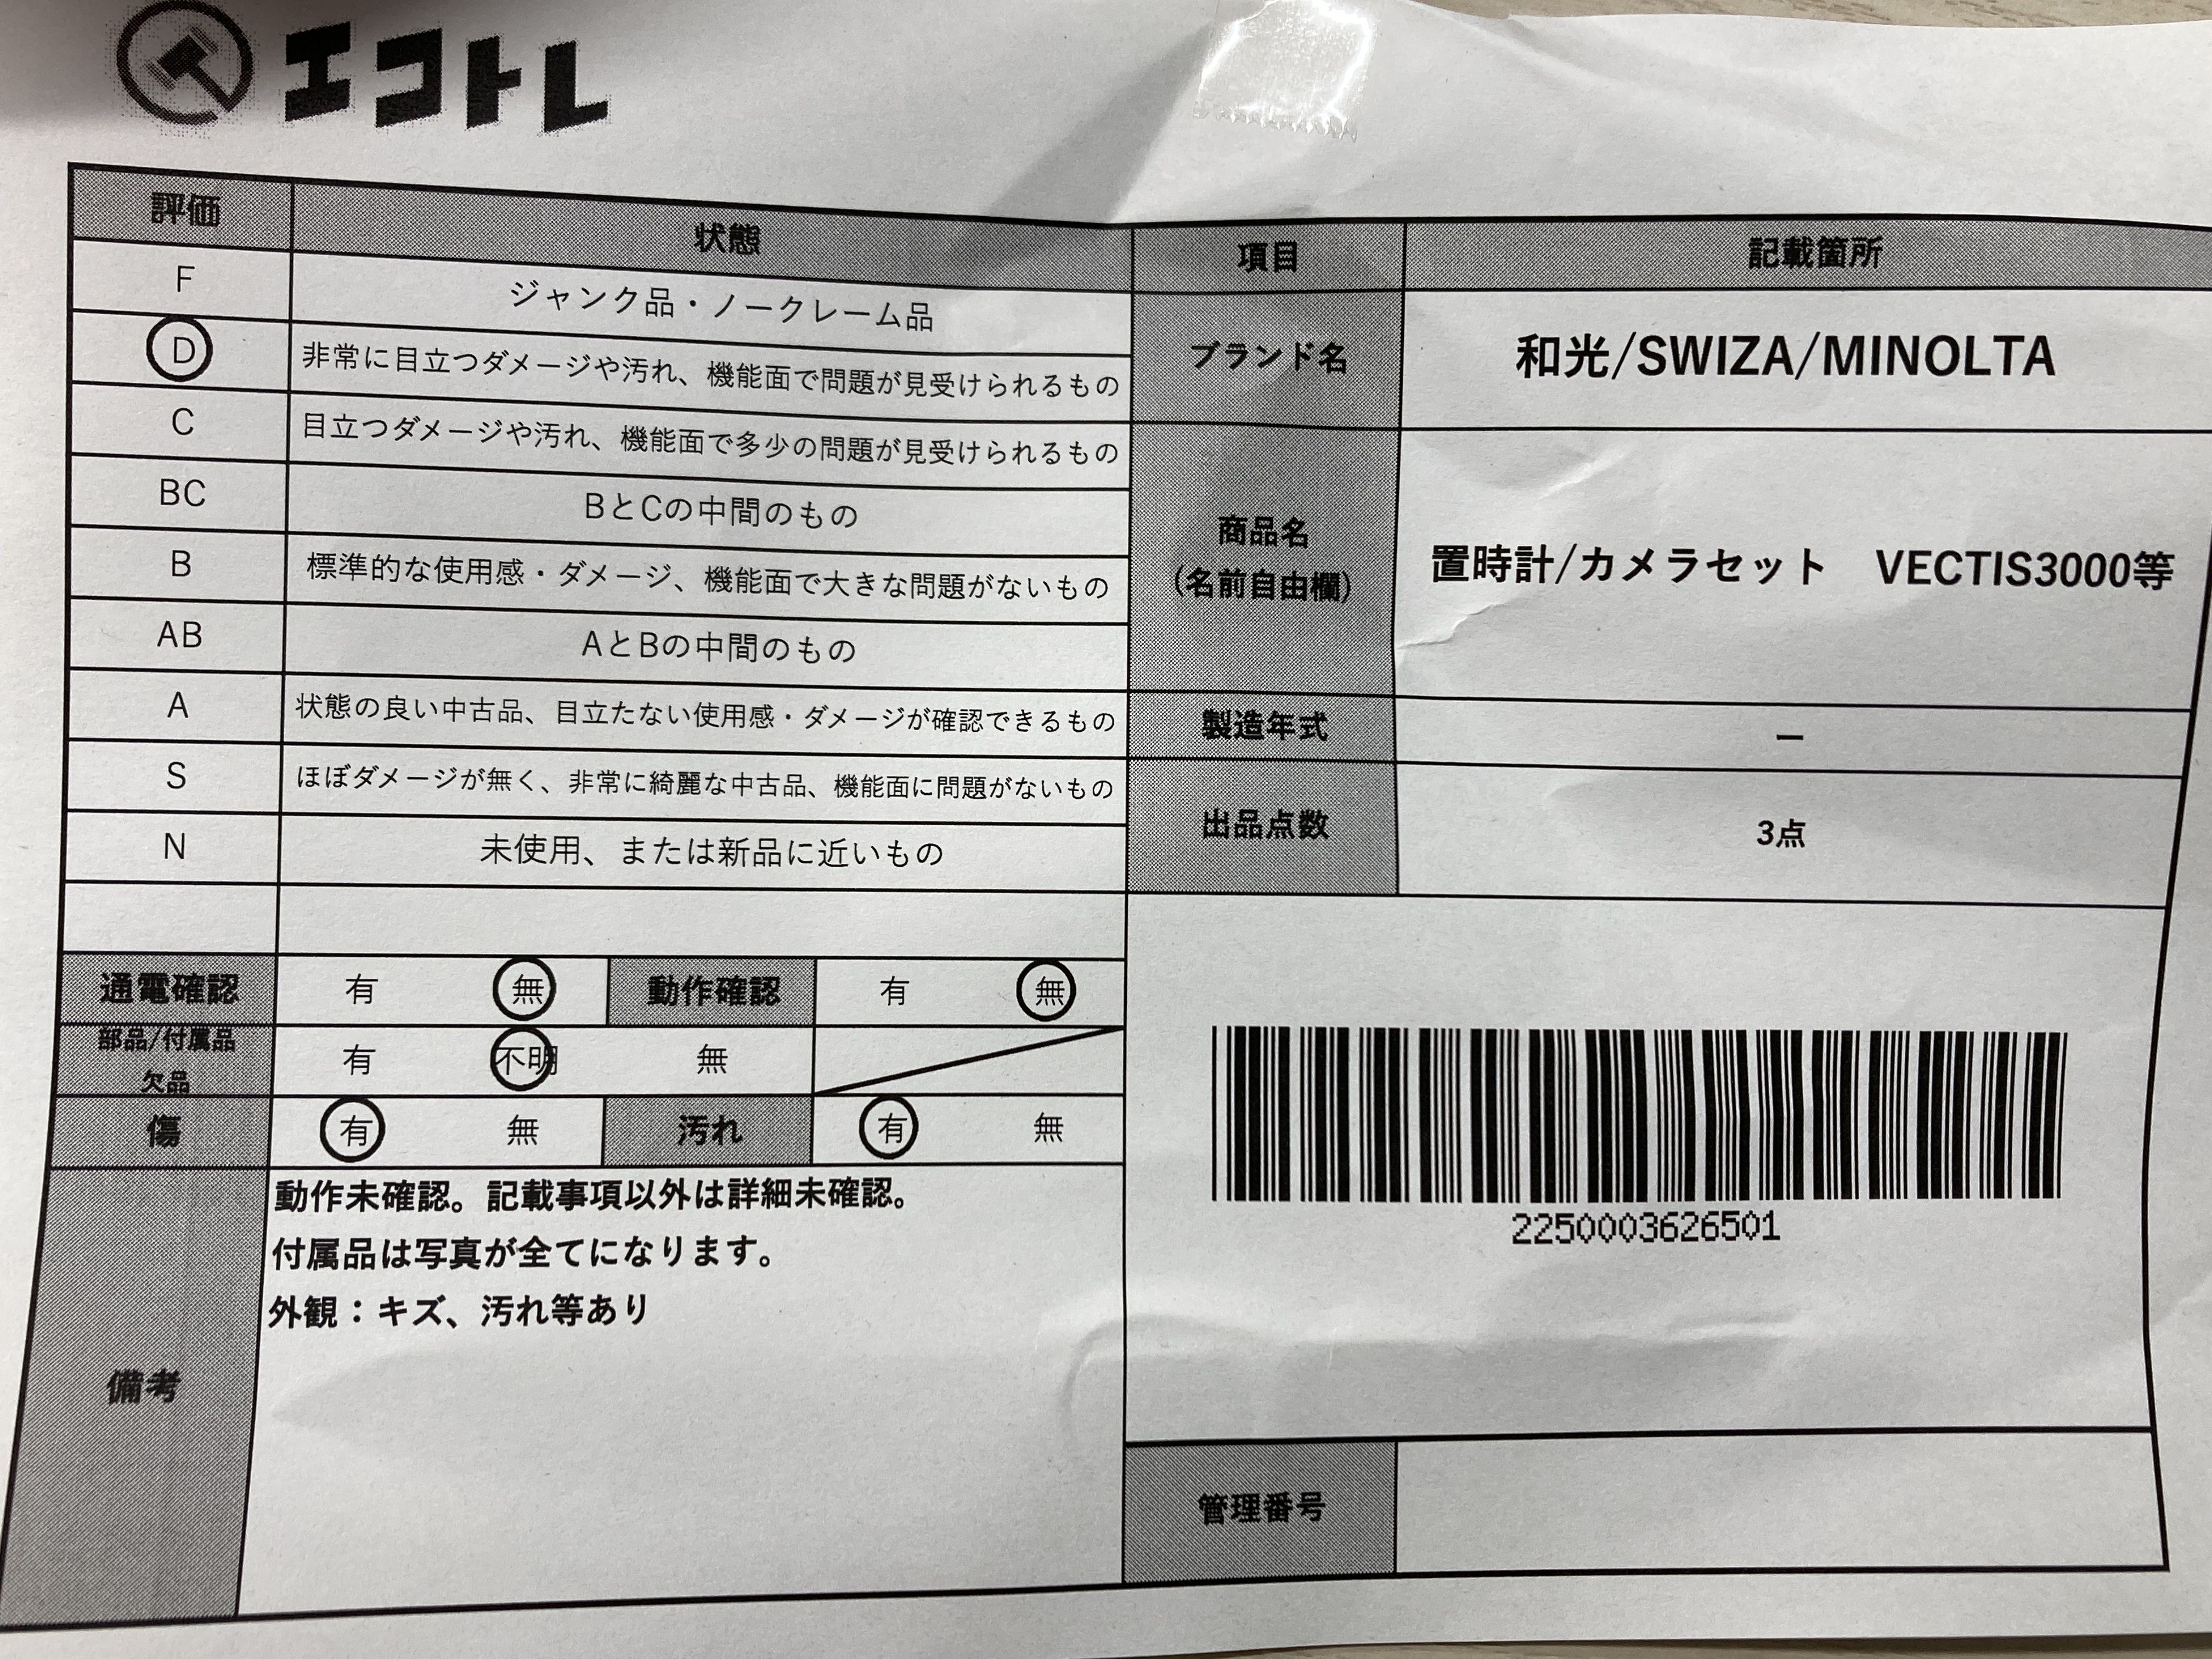 エコトレ
評価 状態
F ジャンク品・ノークレーム品
D 非常に目立つダメージや汚れ、機能面で問題が見受けられるもの
C 目立つダメージや汚れ、機能面で多少の問題が見受けられるもの
BC BとCの中間のもの
B 標準的な使用感・ダメージ、機能面で大きな問題がないもの
AB AとBの中間のもの
A 状態の良い中古品、目立たない使用感・ダメージが確認できるもの
S ほぼダメージが無く、非常に綺麗な中古品、機能面に問題がないもの
N 未使用、または新品に近いもの
通電確認 有 無 動作確認 有 無
部品/付属品
欠品 有 不明 無
傷 有 無 汚れ 有 無
備考
動作未確認。記載事項以外は詳細未確認。
付属品は写真が全てになります。
外観：キズ、汚れ等あり
項目 記載箇所
ブランド名 和光/SWIZA/MINOLTA
商品名
(名前自由欄) 置時計/カメラセット　VECTIS3000等
製造年式 ー
出品点数 3点
2250003626501
管理番号